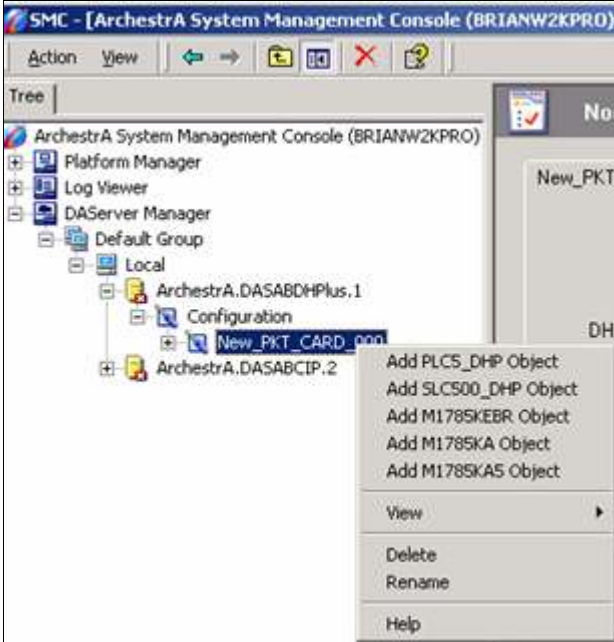 SMC - [ArchestrA System Management Console (BRIANW2KPRO)
Action View
Tree
No
ArchestrA System Management Console (BRIANW2KPRO)
Platform Manager
New_PKT
Log Viewer
DAServer Manager
Default Group
Local
ArchestrA.DASABDHPlus.1
Configuration
DH
New_PKT_CARD_000
ArchestrA.DASABCIP.2
Add PLC5_DHP Object
Add SLC500_DHP Object
Add M1785KEBR Object
Add M1785KA Object
Add M1785KA5 Object
View
Delete
Rename
Help